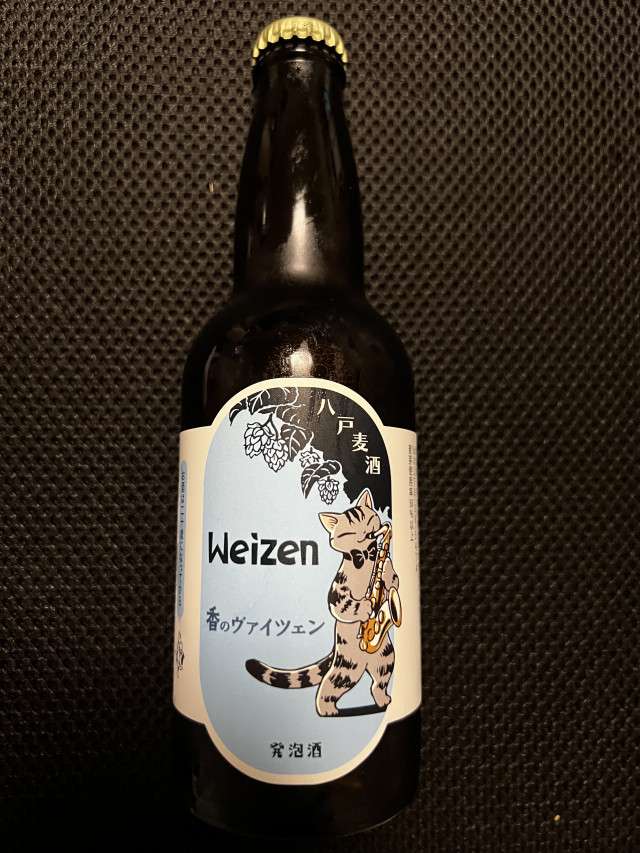 八戸麦酒
Weizen
香のヴァイツェン
発泡酒